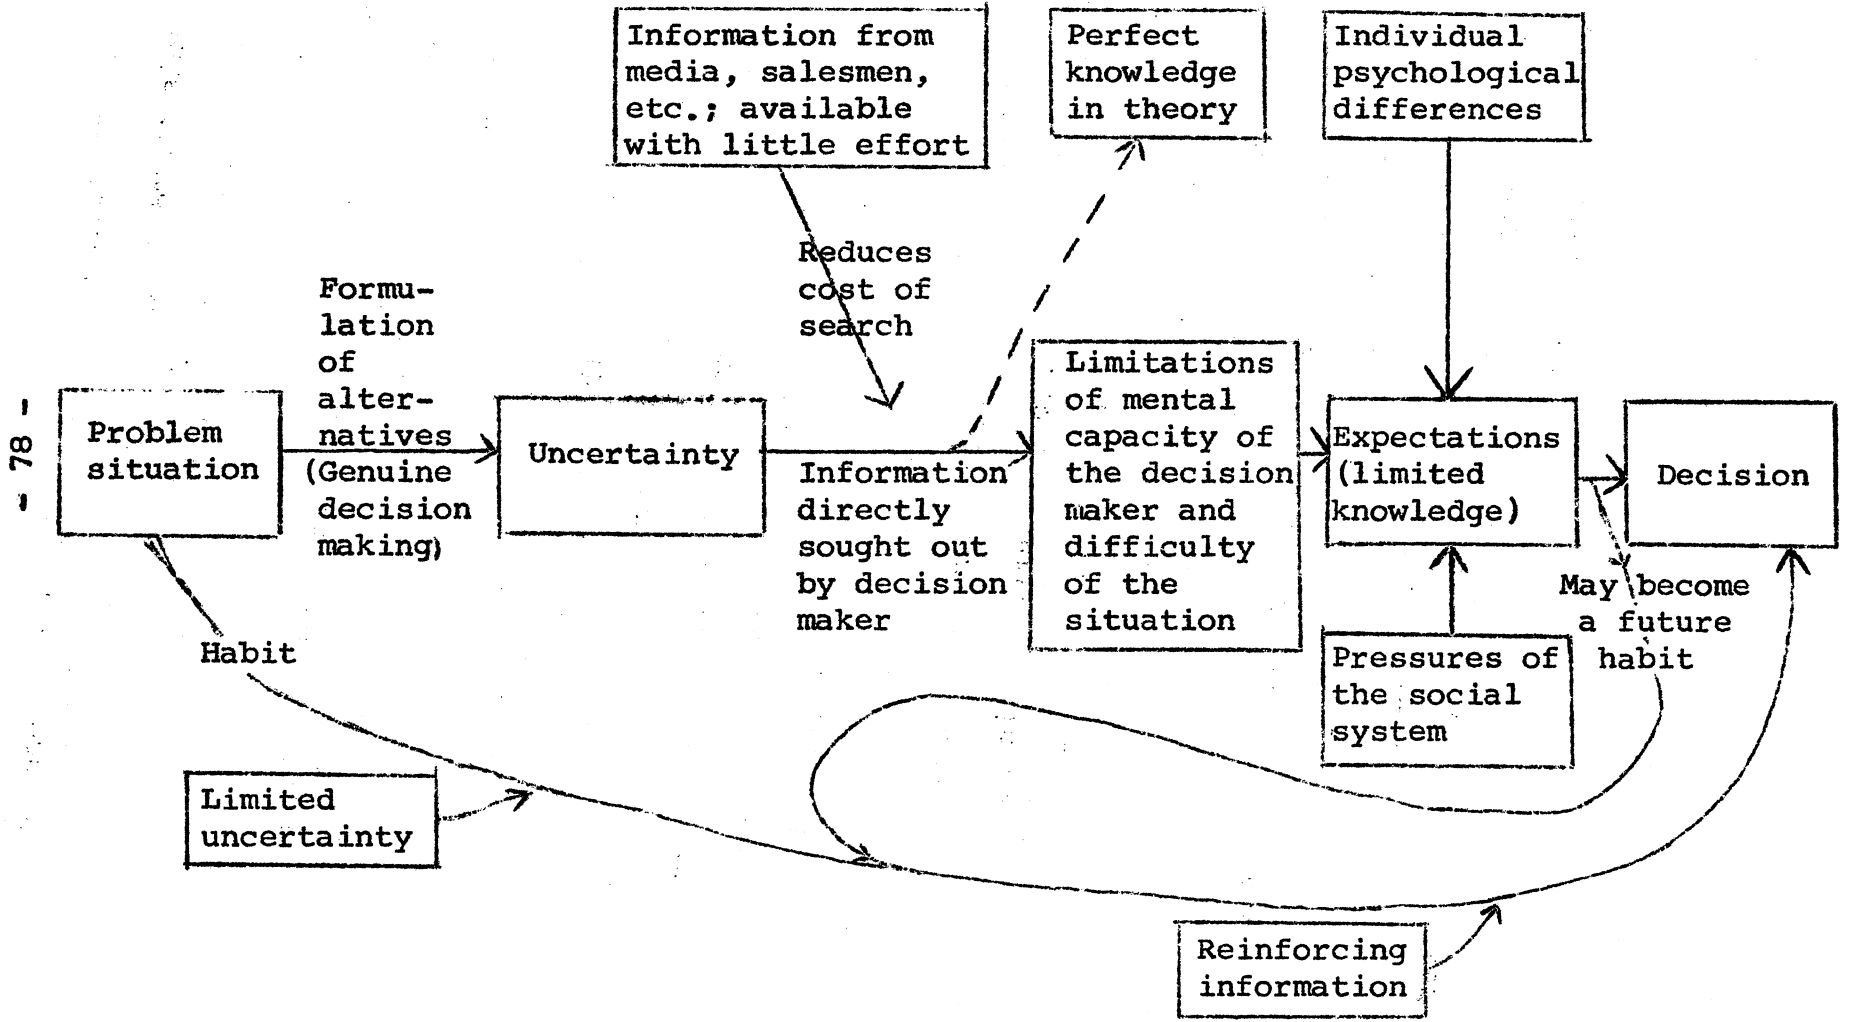 Information from
media, salesmen,
etc.; available
with little effort
Perfect
knowledge
in theory
Individual
psychological
differences
Reduces
cost of
search
Formu-
lation
of
alter-
natives
(Genuine
decision
making)
- 78 -
Problem
situation
Uncertainty
Information
directly
sought out
by decision
maker
Limitations
of mental
capacity of
the decision
maker and
difficulty
of the
situation
Expectations
(limited
knowledge)
Decision
May become
a future
habit
Pressures of
the social
system
Habit
Limited
uncertainty
Reinforcing
information